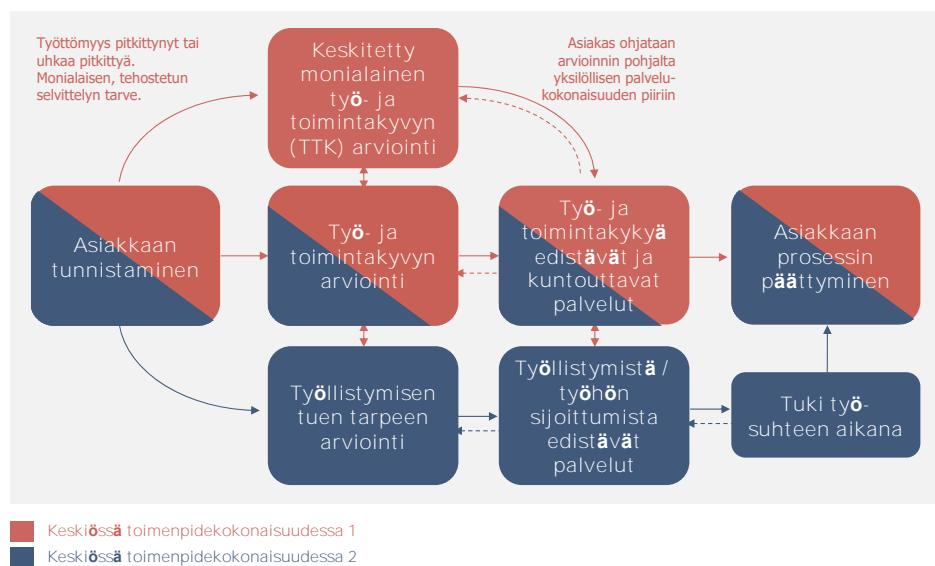 Työttömyys pitkittynyt tai
uhkaa pitkittyä.
Monialaisen, tehostetun
selvittelyn tarve.
Keskitetty
monialainen
työ- ja
toimintakyvyn
(TTK) arviointi
Asiakas ohjataan
arvioinnin pohjalta
yksilöllisen palvelu-
kokonaisuuden piiriin
Asiakkaan
tunnistaminen
Työ- ja
toimintakyvyn
arviointi
Työ- ja
toimintakykyä
edistävät ja
kuntouttavat
palvelut
Asiakkaan
prosessin
päättyminen
Työllistymisen
tuen tarpeen
arviointi
Työllistymistä /
työhön
sijoittumista
edistävät
palvelut
Tuki työ-
suhteen aikana
Keskiössä toimenpidekokonaisuudessa 1
Keskiössä toimenpidekokonaisuudessa 2